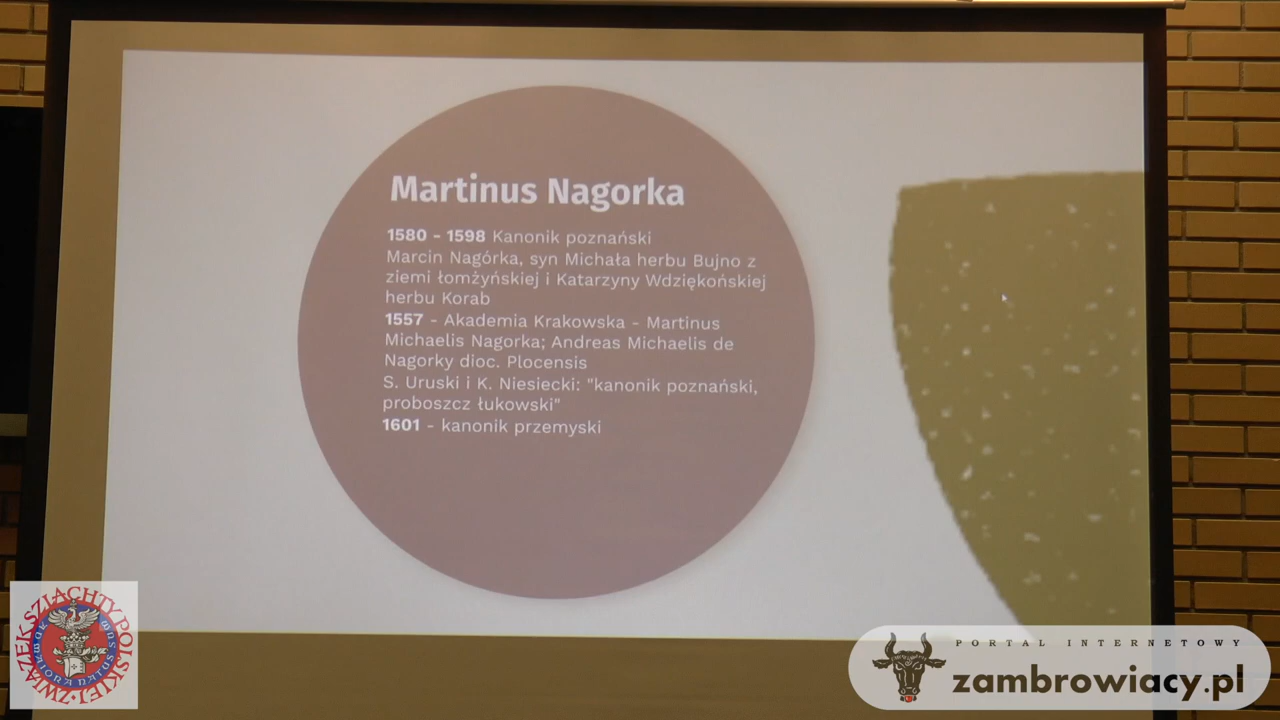 Martinus Nagorka
1580 - 1598 Kanonik poznański
Marcin Nagórka, syn Michała herbu Bujno z
ziemi łomżyńskiej i Katarzyny Wdziękońskiej
herbu Korab
1557 - Akademia Krakowska - Martinus
Michaelis Nagorka; Andreas Michaelis de
Nagorky dioc. Plocensis
S. Uruski i K. Niesiecki: "kanonik poznański,
proboszcz łukowski"
1601 - kanonik przemyski
ZWIĄZEK SZLACHTY POLSKIEJ
PORTAL INTERNETOWY
zambrowiacy.pl